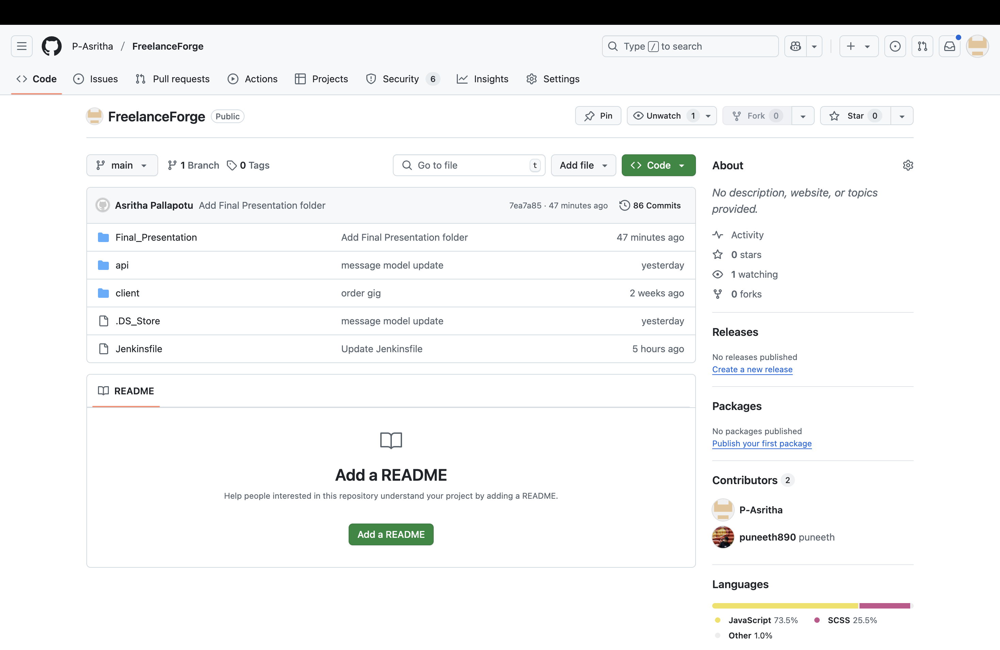 P-Asritha / FreelanceForge
Type / to search
Code Issues Pull requests Actions Projects Security 6 Insights Settings
FreelanceForge Public
Pin Unwatch 1 Fork 0 Star 0
main 1 Branch 0 Tags Go to file t Add file Code
Asritha Pallapotu Add Final Presentation folder 7ea7a85 · 47 minutes ago 86 Commits
Final_Presentation Add Final Presentation folder 47 minutes ago
api message model update yesterday
client order gig 2 weeks ago
.DS_Store message model update yesterday
Jenkinsfile Update Jenkinsfile 5 hours ago
README
Add a README
Help people interested in this repository understand your project by adding a README.
Add a README
About
No description, website, or topics
provided.
Activity
0 stars
1 watching
0 forks
Releases
No releases published
Create a new release
Packages
No packages published
Publish your first package
Contributors 2
P-Asritha
puneeth890 puneeth
Languages
JavaScript 73.5% SCSS 25.5%
Other 1.0%